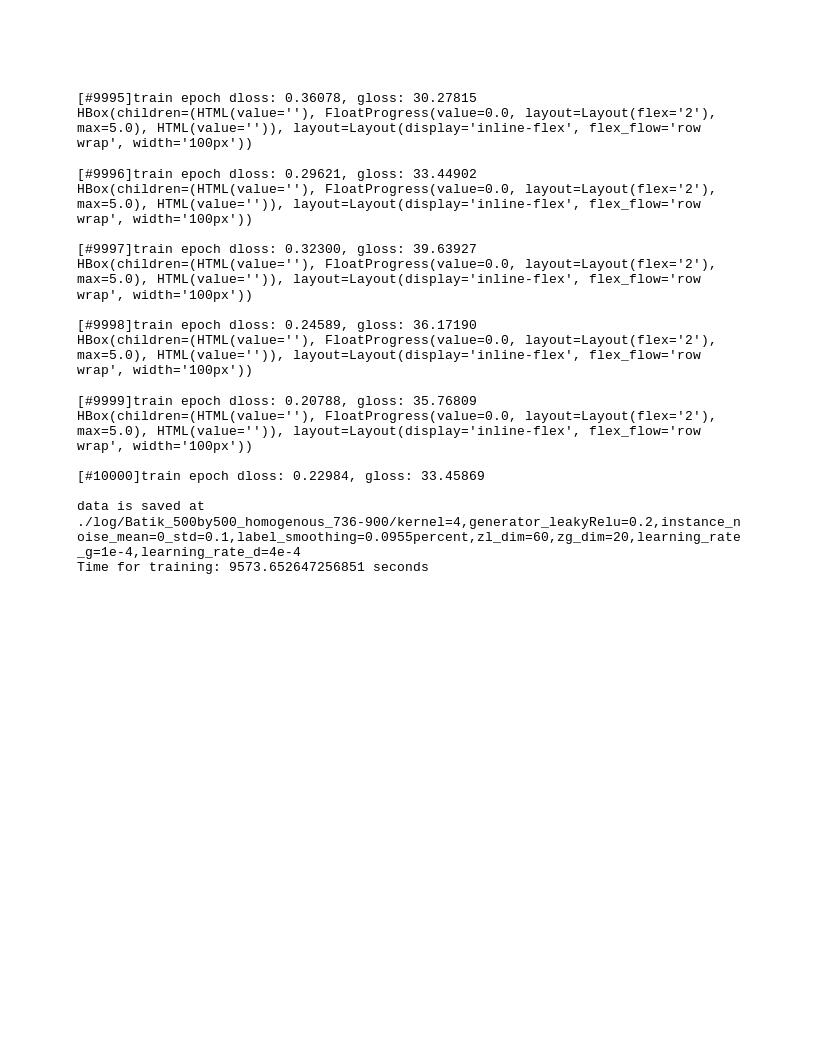 [#9995]train epoch dloss: 0.36078, gloss: 30.27815
HBox(children=(HTML(value=''), FloatProgress(value=0.0, layout=Layout(flex='2'),
max=5.0), HTML(value='')), layout=Layout(display='inline-flex', flex_flow='row
wrap', width='100px'))
[#9996]train epoch dloss: 0.29621, gloss: 33.44902
HBox(children=(HTML(value=''), FloatProgress(value=0.0, layout=Layout(flex='2'),
max=5.0), HTML(value='')), layout=Layout(display='inline-flex', flex_flow='row
wrap', width='100px'))
[#9997]train epoch dloss: 0.32300, gloss: 39.63927
HBox(children=(HTML(value=''), FloatProgress(value=0.0, layout=Layout(flex='2'),
max=5.0), HTML(value='')), layout=Layout(display='inline-flex', flex_flow='row
wrap', width='100px'))
[#9998]train epoch dloss: 0.24589, gloss: 36.17190
HBox(children=(HTML(value=''), FloatProgress(value=0.0, layout=Layout(flex='2'),
max=5.0), HTML(value='')), layout=Layout(display='inline-flex', flex_flow='row
wrap', width='100px'))
[#9999]train epoch dloss: 0.20788, gloss: 35.76809
HBox(children=(HTML(value=''), FloatProgress(value=0.0, layout=Layout(flex='2'),
max=5.0), HTML(value='')), layout=Layout(display='inline-flex', flex_flow='row
wrap', width='100px'))
[#10000]train epoch dloss: 0.22984, gloss: 33.45869
data is saved at
./log/Batik_500by500_homogenous_736-900/kernel=4,generator_leakyRelu=0.2,instance_n
oise_mean=0_std=0.1,label_smoothing=0.0955percent,zl_dim=60,zg_dim=20,learning_rate
_g=1e-4,learning_rate_d=4e-4
Time for training: 9573.652647256851 seconds